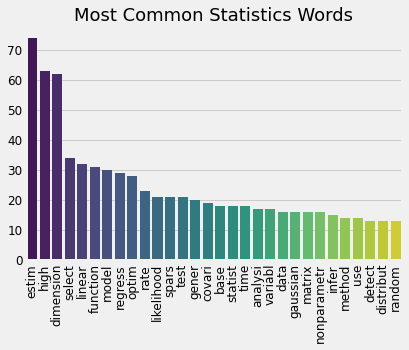 Most Common Statistics Words
70
60
50
40
30
20
10
0
estim
high
dimension
select
linear
function
model
regress
optim
rate
likelihood
spars
test
gener
covari
base
statist
time
analysi
variabl
data
gaussian
matrix
nonparametr
infer
method
use
detect
distribut
random